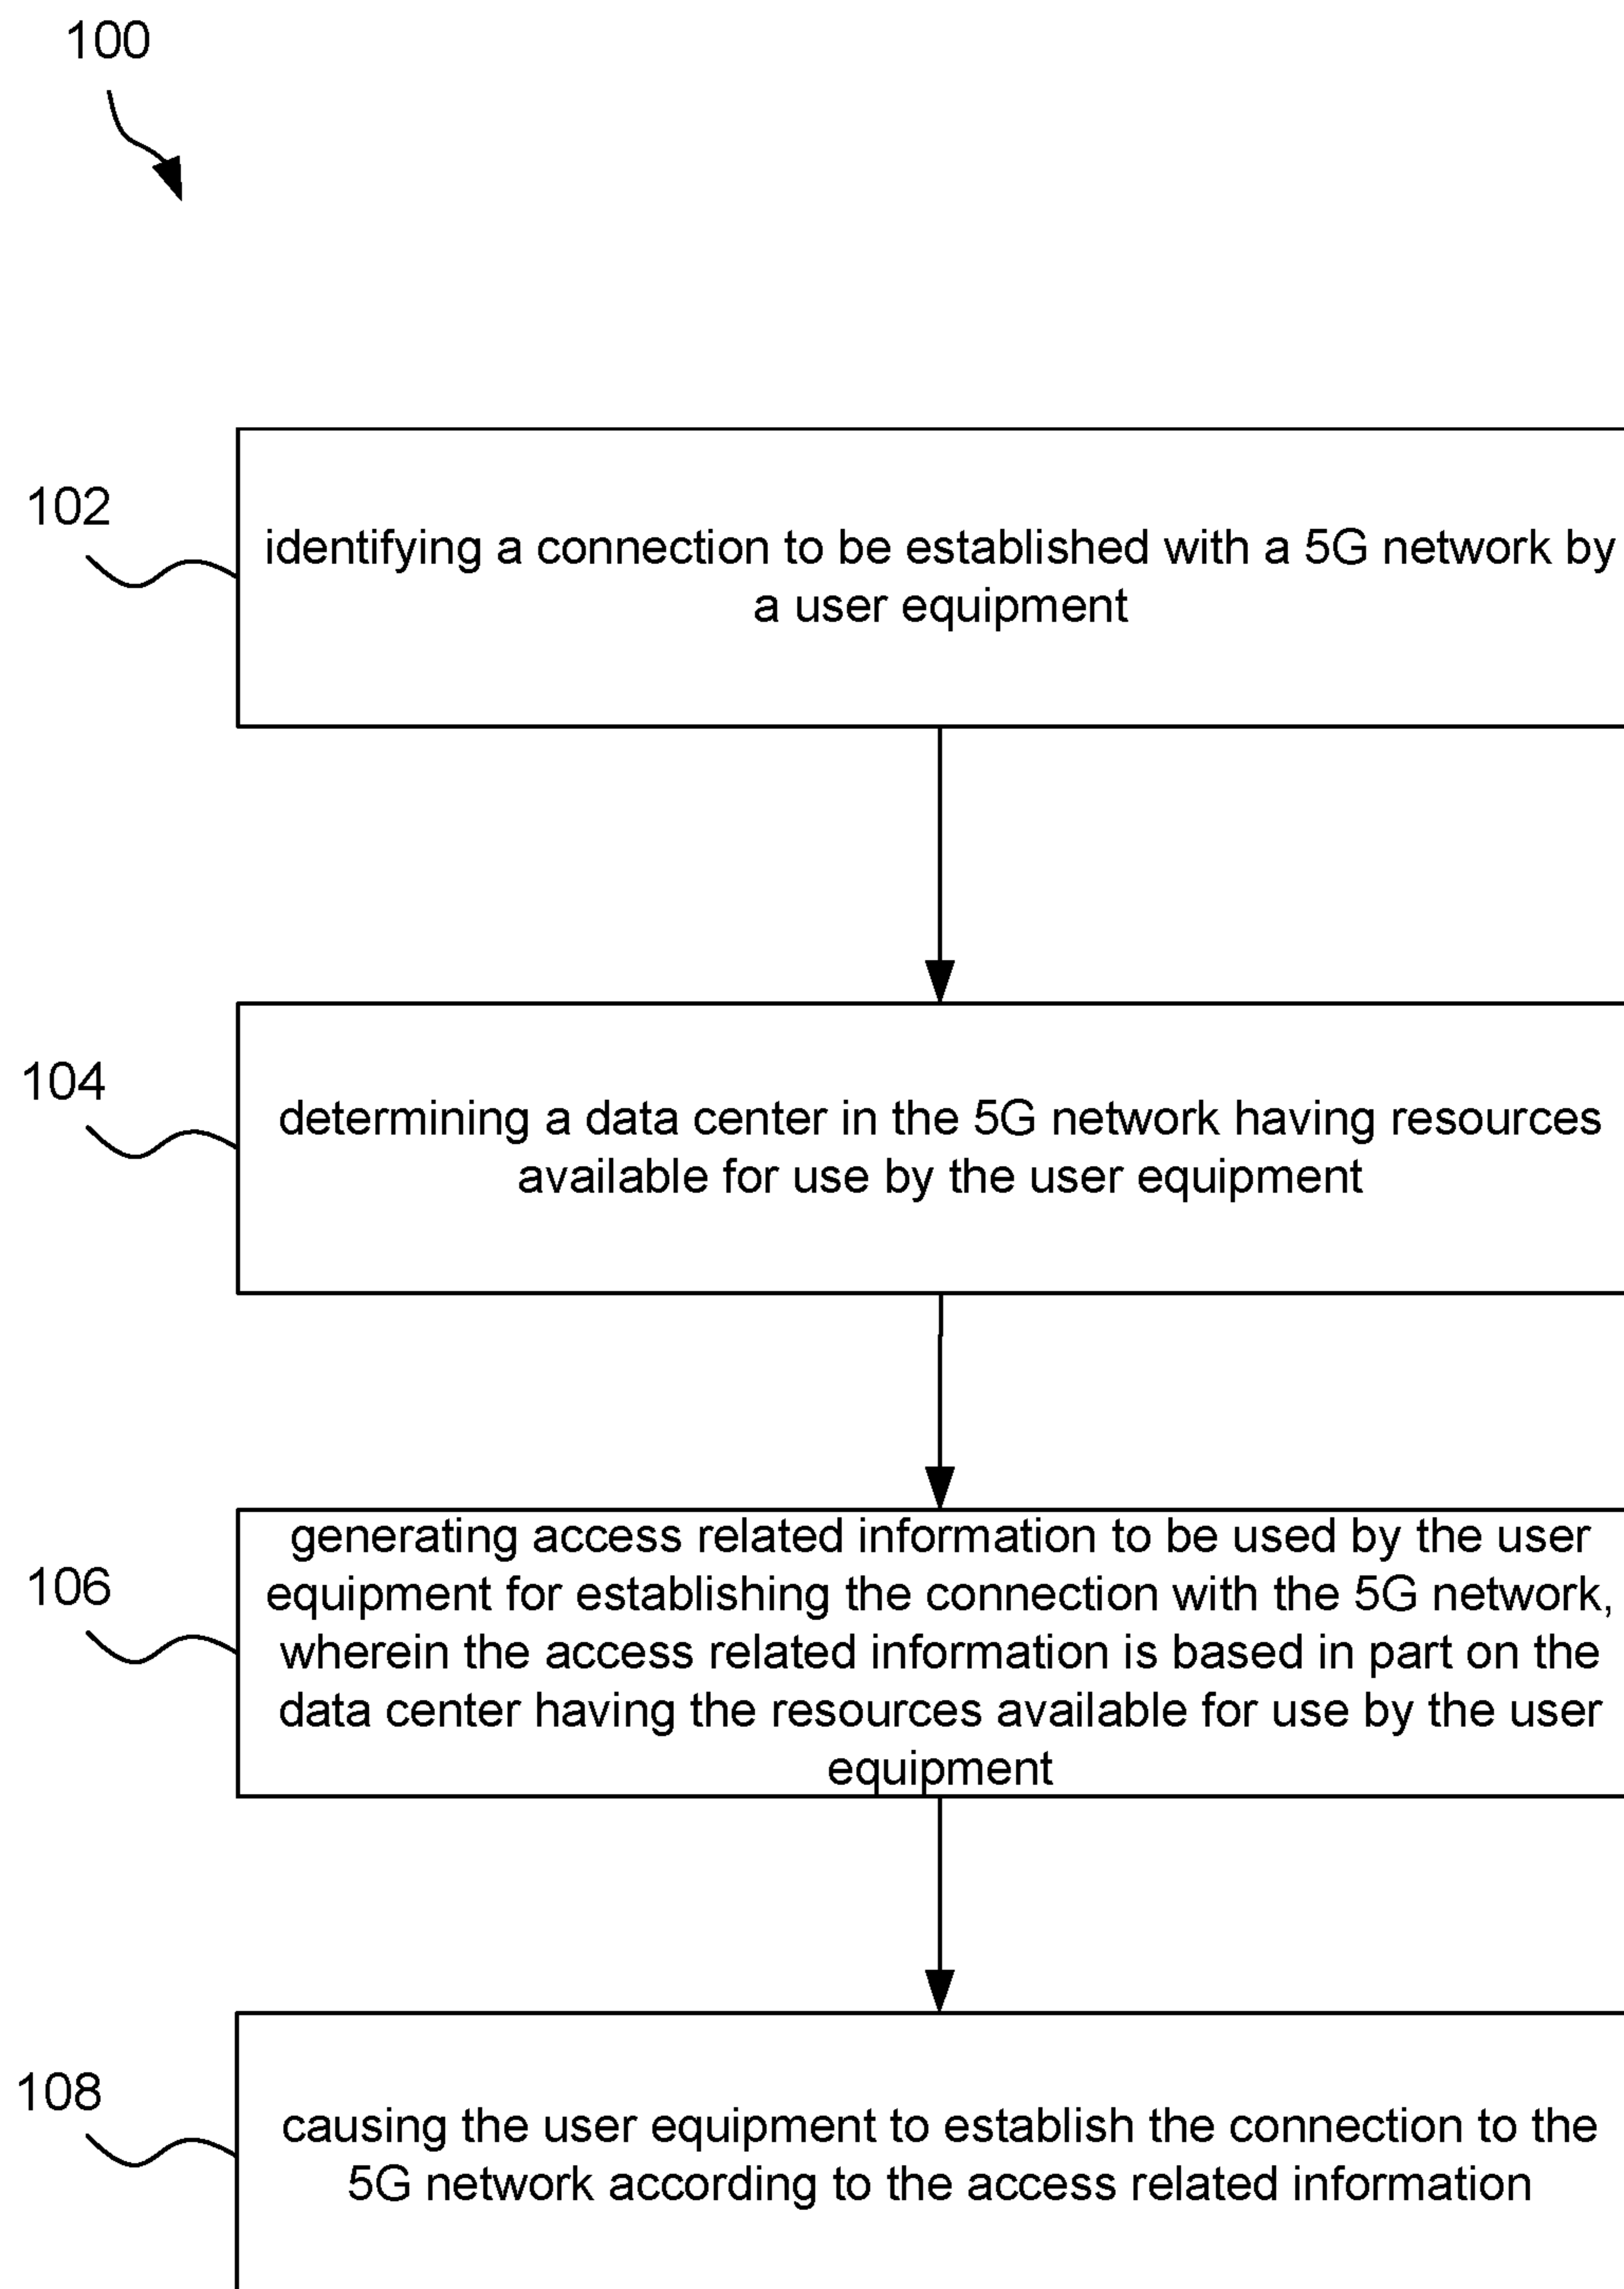 100
102
identifying a connection to be established with a 5G network by
a user equipment
104
determining a data center in the 5G network having resources
available for use by the user equipment
106
generating access related information to be used by the user
equipment for establishing the connection with the 5G network,
wherein the access related information is based in part on the
data center having the resources available for use by the user
equipment
108
causing the user equipment to establish the connection to the
5G network according to the access related information